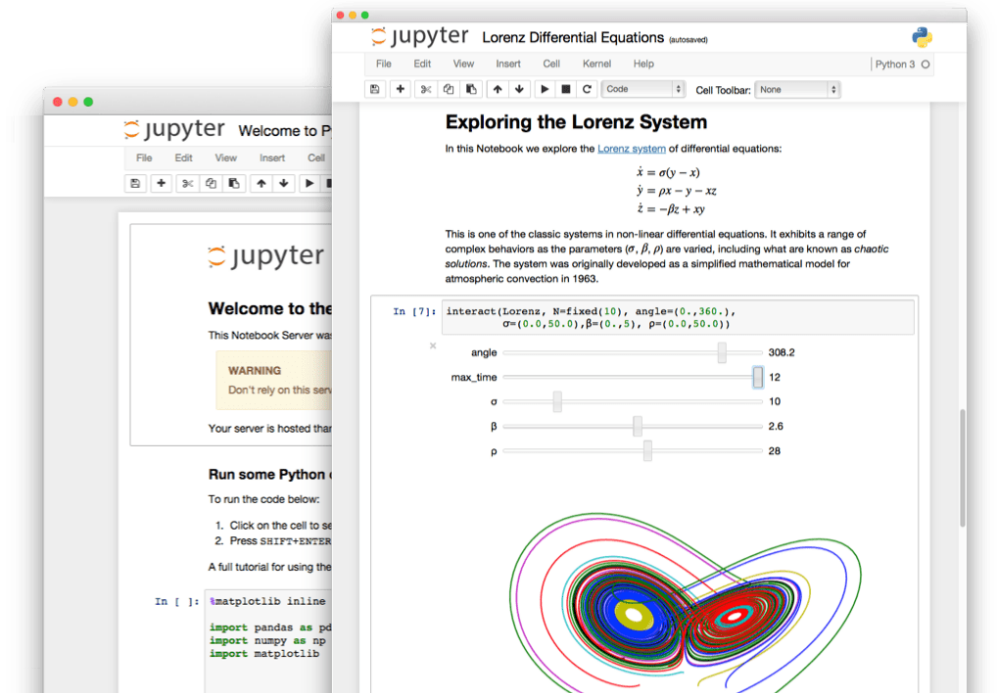 jupyter Lorenz Differential Equations (autosaved)
File Edit View Insert Cell Kernel Help Python 3
Code Cell Toolbar: None
Exploring the Lorenz System
In this Notebook we explore the Lorenz system of differential equations:
ẋ = σ(y − x)
ẏ = ρx − y − xz
ż = −βz + xy
This is one of the classic systems in non-linear differential equations. It exhibits a range of
complex behaviors as the parameters (σ, β, ρ) are varied, including what are known as chaotic
solutions. The system was originally developed as a simplified mathematical model for
atmospheric convection in 1963.
In [7]: interact(Lorenz, N=fixed(10), angle=(0.,360.),
σ=(0.0,50.0),β=(0.,5), ρ=(0.0,50.0))
angle 308.2
max_time 12
σ 10
β 2.6
ρ 28
jupyter Welcome to P
File Edit View Insert Cell
jupyter
Welcome to the
This Notebook Server was
WARNING
Don't rely on this serv
Your server is hosted than
Run some Python
To run the code below:
1. Click on the cell to se
2. Press SHIFT+ENTER
A full tutorial for using the
In [ ]: %matplotlib inline
import pandas as pd
import numpy as np
import matplotlib